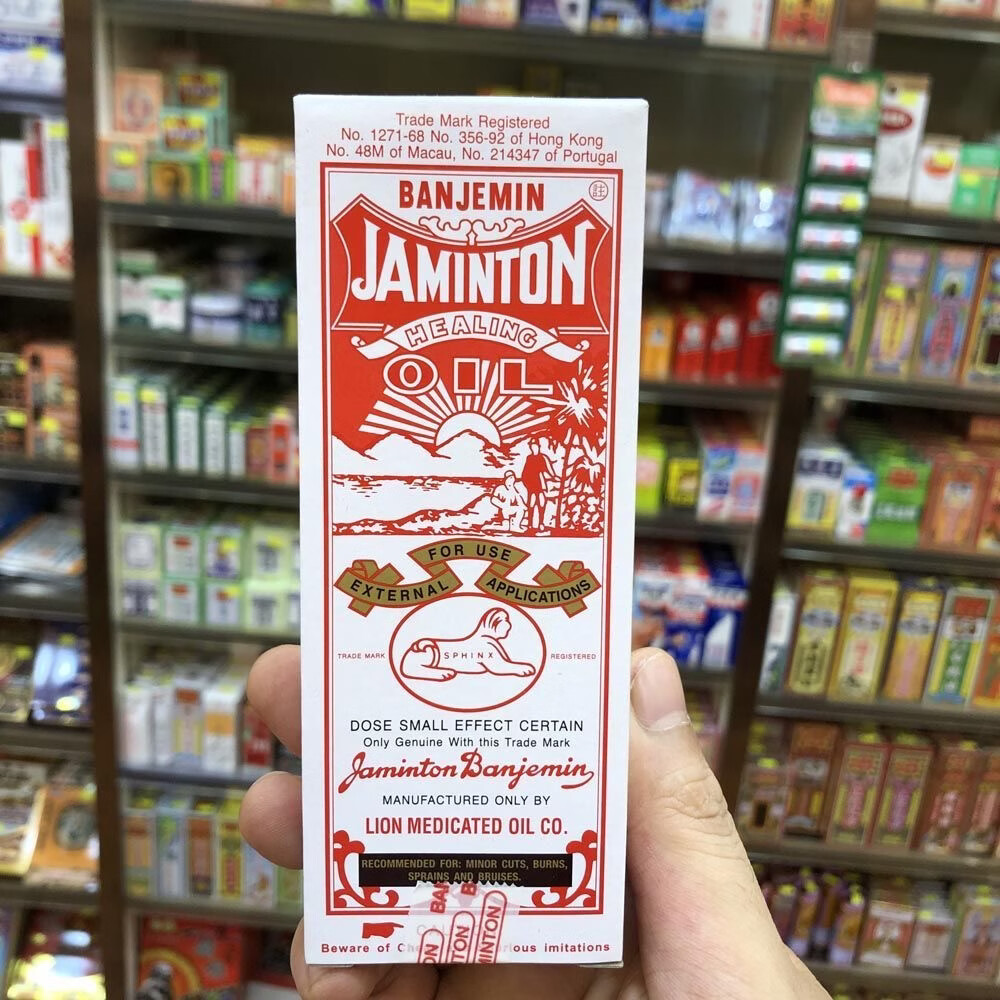 Trade Mark Registered
No. 1271-68 No. 356-92 of Hong Kong
No. 48M of Macau, No. 214347 of Portugal
BANJEMIN
註
JAMINTON
HEALING
OIL
FOR USE
EXTERNAL APPLICATIONS
SPHINX
TRADE MARK REGISTERED
DOSE SMALL EFFECT CERTAIN
Only Genuine With this Trade Mark
Jaminton Banjemin
MANUFACTURED ONLY BY
LION MEDICATED OIL CO.
RECOMMENDED FOR: MINOR CUTS, BURNS,
SPRAINS AND BRUISES.
Beware of imitations